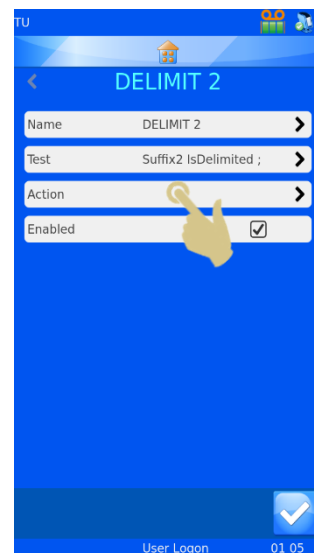 TU
DELIMIT 2
Name DELIMIT 2
Test Suffix2 IsDelimited ;
Action
Enabled
User Logon 01 05